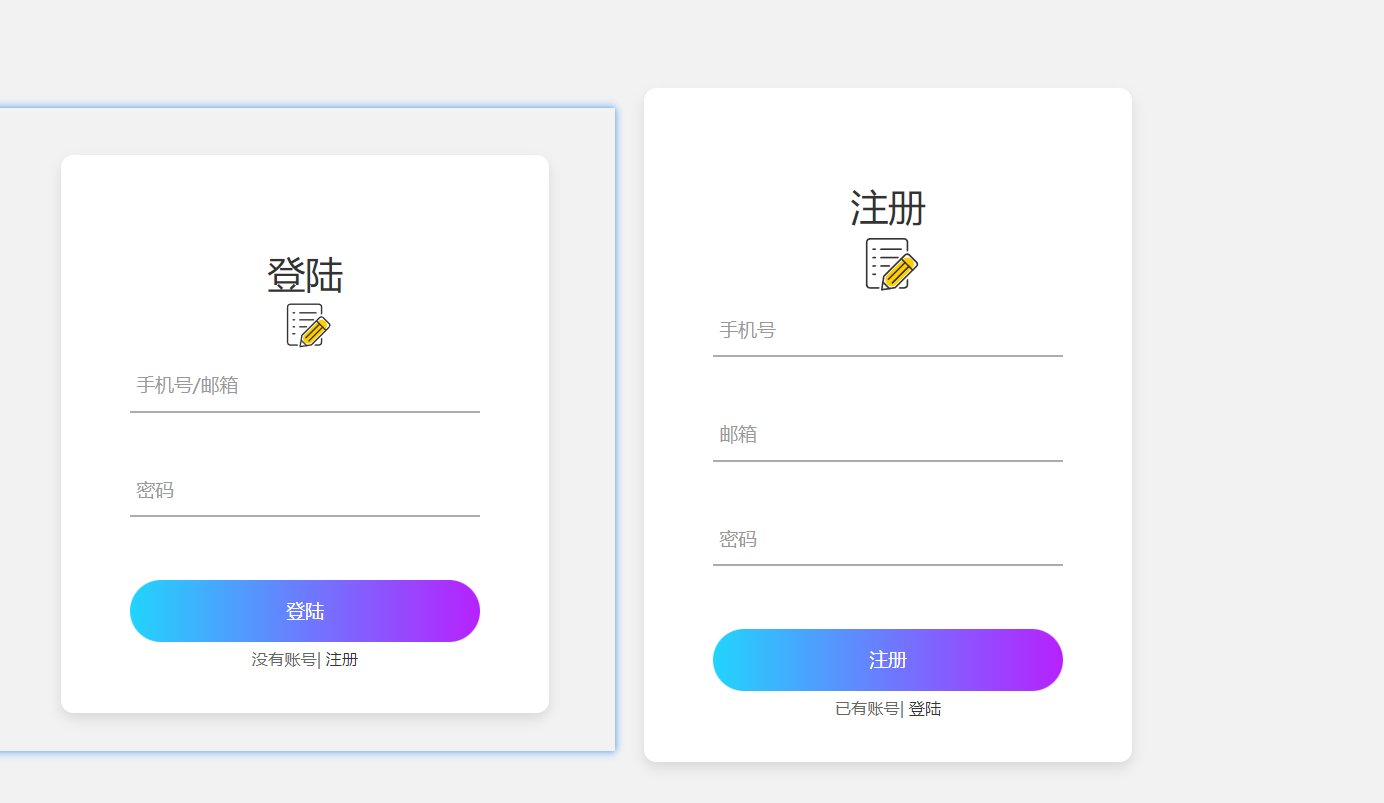 登陆
手机号/邮箱
密码
登陆
没有账号| 注册
注册
手机号
邮箱
密码
注册
已有账号| 登陆